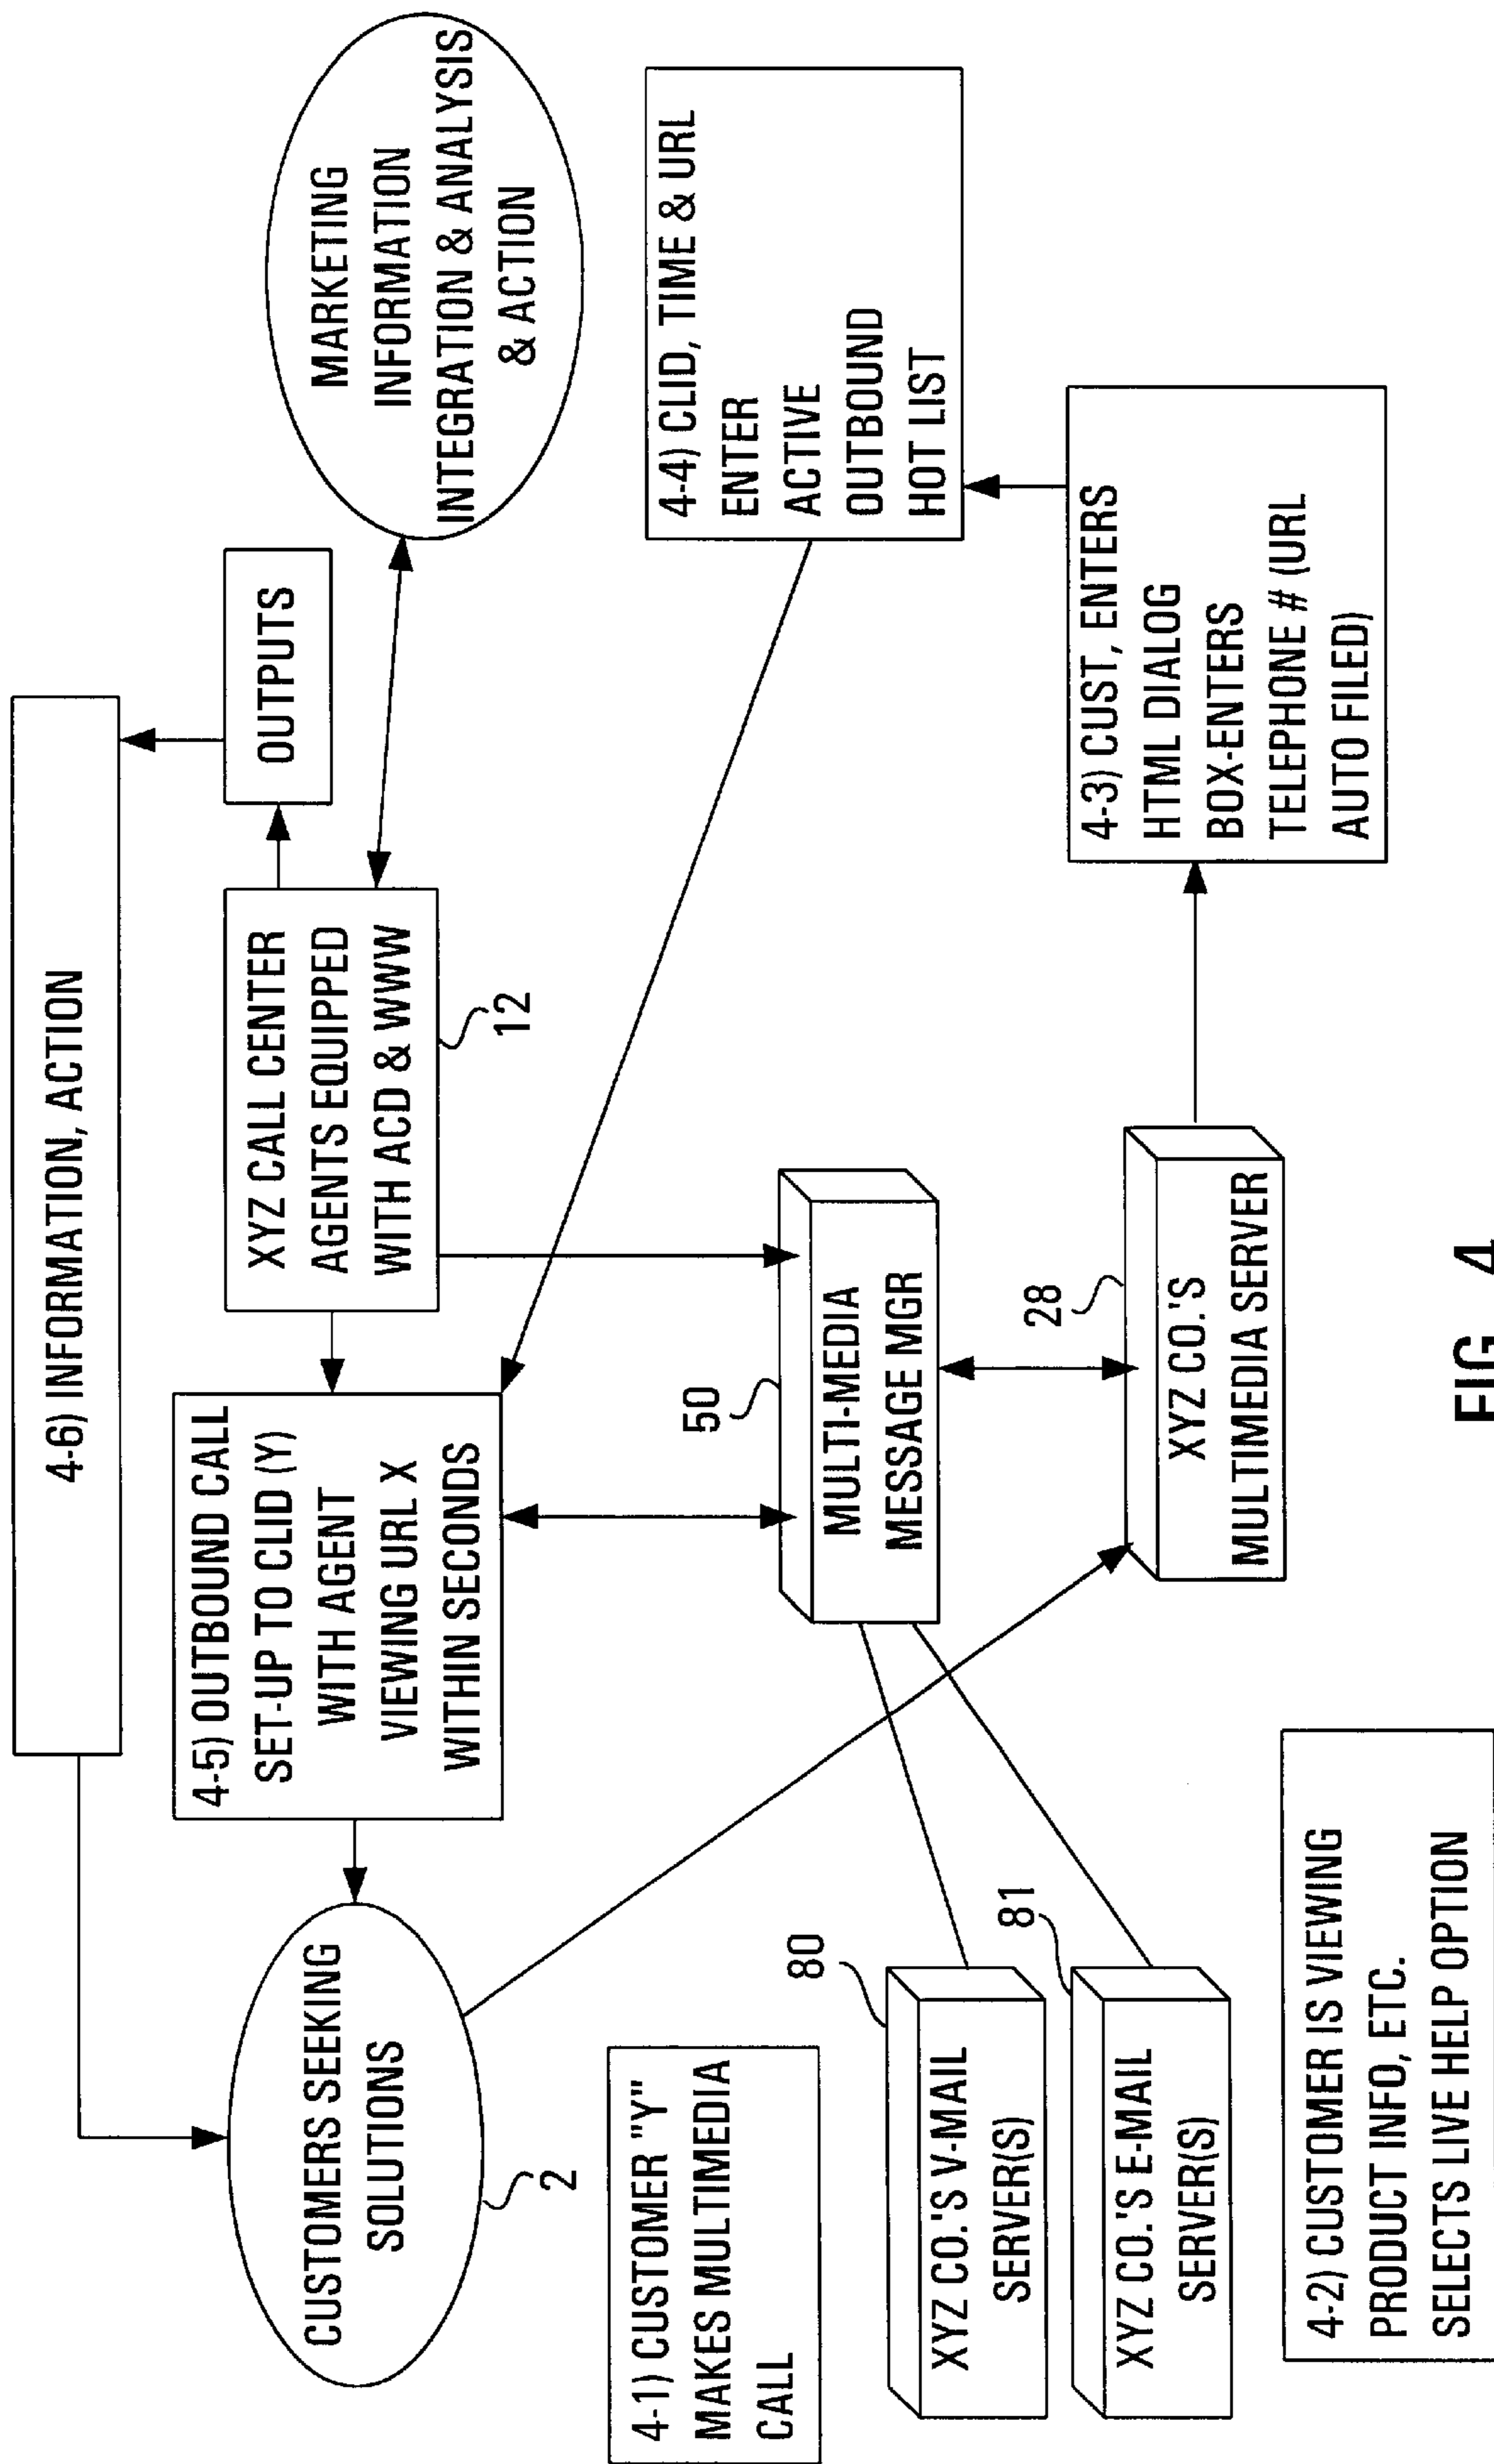 4-6) INFORMATION, ACTION
OUTPUTS
CUSTOMERS SEEKING
SOLUTIONS
2
4-5) OUTBOUND CALL
SET-UP TO CLID (Y)
WITH AGENT
VIEWING URL X
WITHIN SECONDS
XYZ CALL CENTER
AGENTS EQUIPPED
WITH ACD & WWW
12
MARKETING
INFORMATION
INTEGRATION & ANALYSIS
& ACTION
4-1) CUSTOMER "Y"
MAKES MULTIMEDIA
CALL
50
MULTI-MEDIA
MESSAGE MGR
4-4) CLID, TIME & URL
ENTER
ACTIVE
OUTBOUND
HOT LIST
80
XYZ CO.'S V-MAIL
SERVER(S)
81
XYZ CO.'S E-MAIL
SERVER(S)
28
XYZ CO.'S
MULTIMEDIA SERVER
4-3) CUST, ENTERS
HTML DIALOG
BOX-ENTERS
TELEPHONE # (URL
AUTO FILED)
4-2) CUSTOMER IS VIEWING
PRODUCT INFO, ETC.
SELECTS LIVE HELP OPTION
FIG. 4